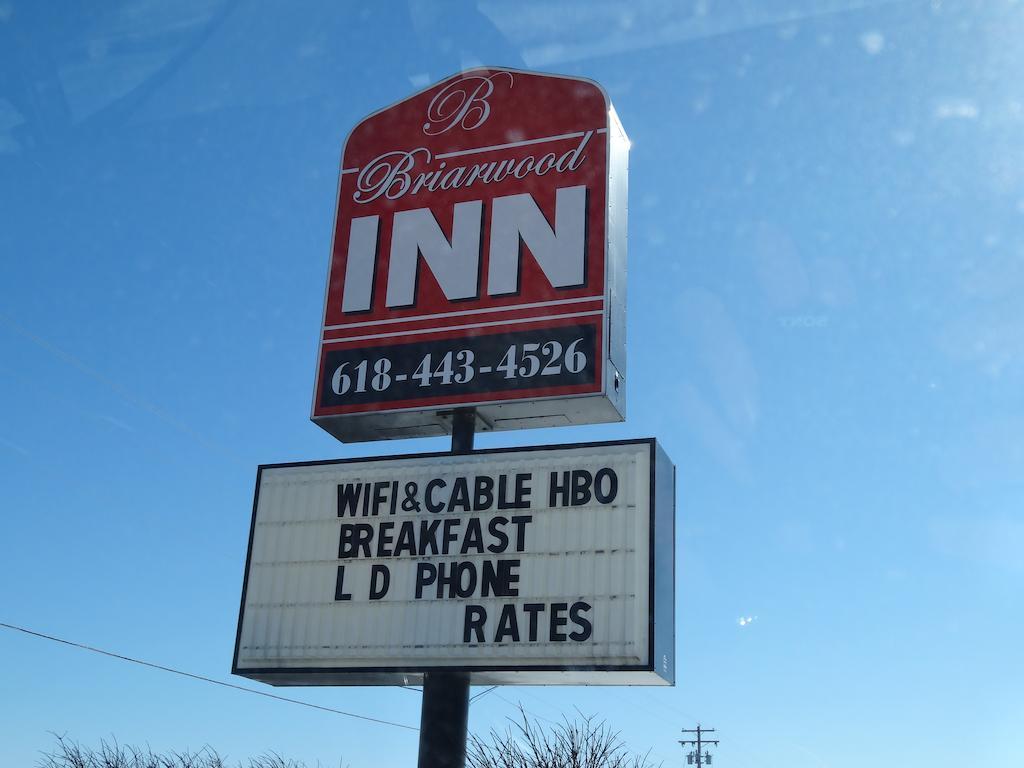 B
Briarwood
INN
618-443-4526
WIFI&CABLE HBO
BREAKFAST
L D PHONE
RATES